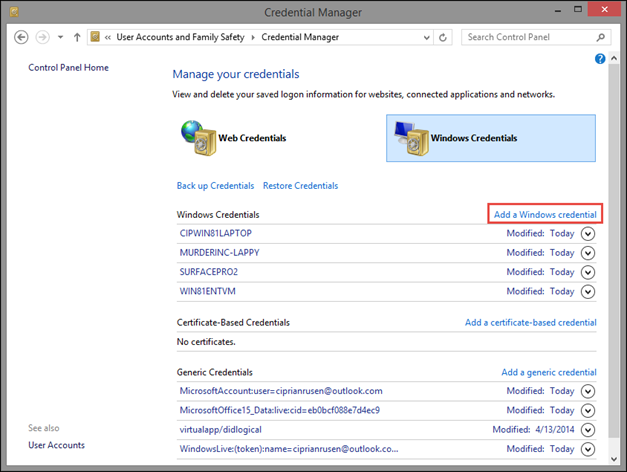 Credential Manager
« User Accounts and Family Safety ▸ Credential Manager
Search Control Panel
Control Panel Home
Manage your credentials
View and delete your saved logon information for websites, connected applications and networks.
Web Credentials
Windows Credentials
Back up Credentials Restore Credentials
Windows Credentials Add a Windows credential
CIPWIN81LAPTOP Modified: Today
MURDERINC-LAPPY Modified: Today
SURFACEPRO2 Modified: Today
WIN81ENTVM Modified: Today
Certificate-Based Credentials Add a certificate-based credential
No certificates.
Generic Credentials Add a generic credential
MicrosoftAccount:user=ciprianrusen@outlook.com Modified: Today
MicrosoftOffice15_Data:live:cid=eb0bcf088e7d4ec9 Modified: Today
virtualapp/didlogical Modified: 4/13/2014
WindowsLive:(token):name=ciprianrusen@outlook.co... Modified: Today
See also
User Accounts